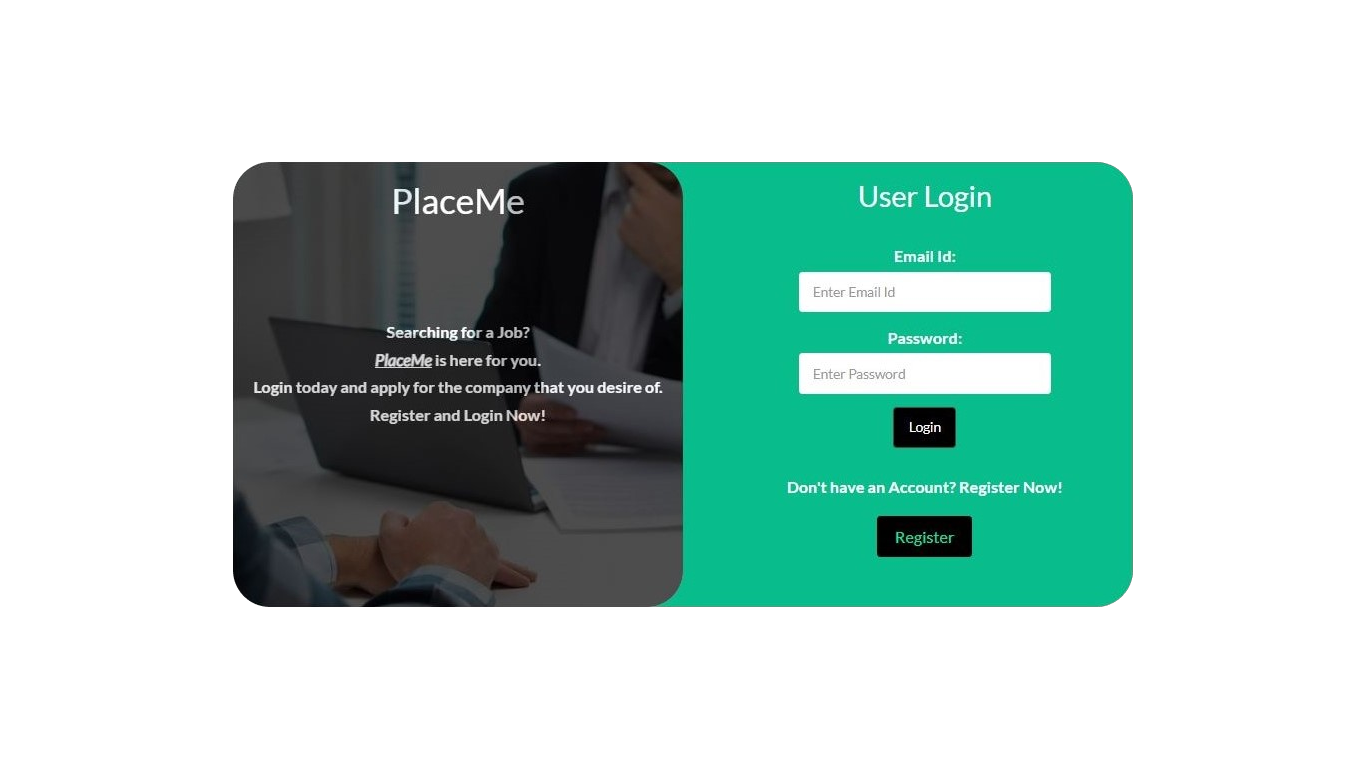 PlaceMe
Searching for a Job?
PlaceMe is here for you.
Login today and apply for the company that you desire of.
Register and Login Now!
User Login
Email Id:
Enter Email Id
Password:
Enter Password
Login
Don't have an Account? Register Now!
Register